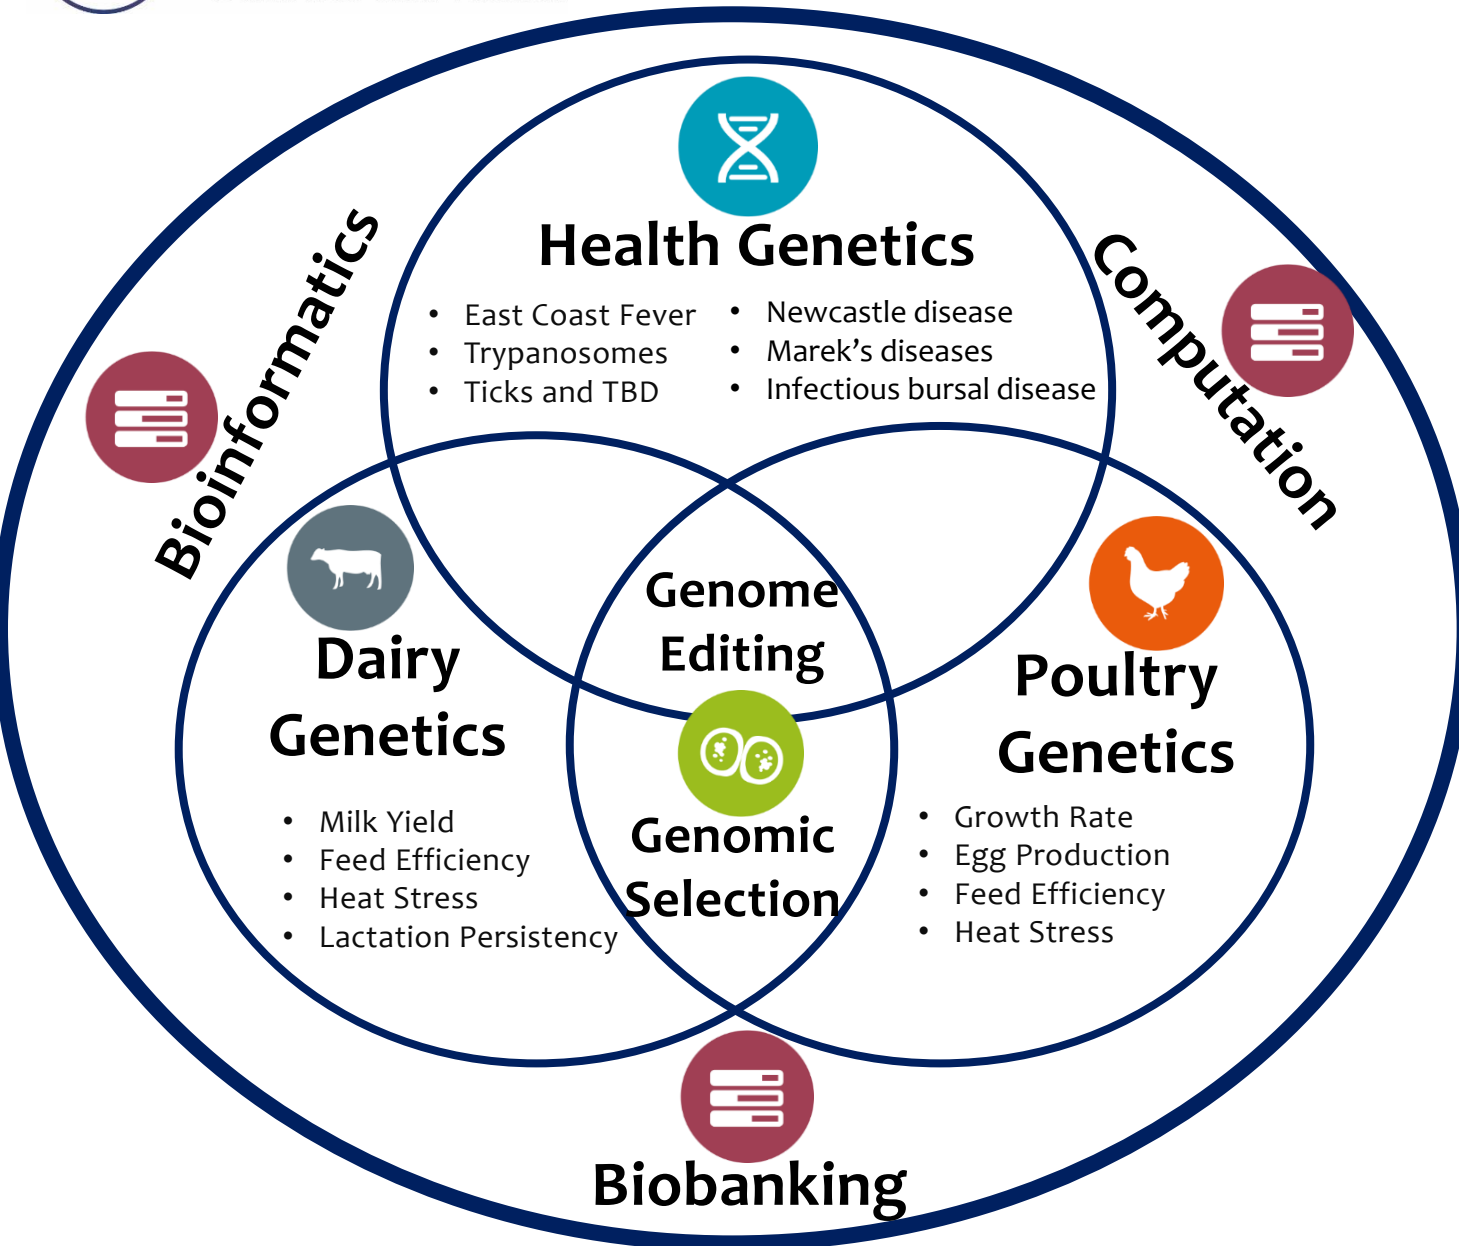 Health Genetics
• East Coast Fever
• Trypanosomes
• Ticks and TBD
• Newcastle disease
• Marek’s diseases
• Infectious bursal disease
Bioinformatics
Computation
Dairy
Genetics
• Milk Yield
• Feed Efficiency
• Heat Stress
• Lactation Persistency
Genome
Editing
Genomic
Selection
Poultry
Genetics
• Growth Rate
• Egg Production
• Feed Efficiency
• Heat Stress
Biobanking